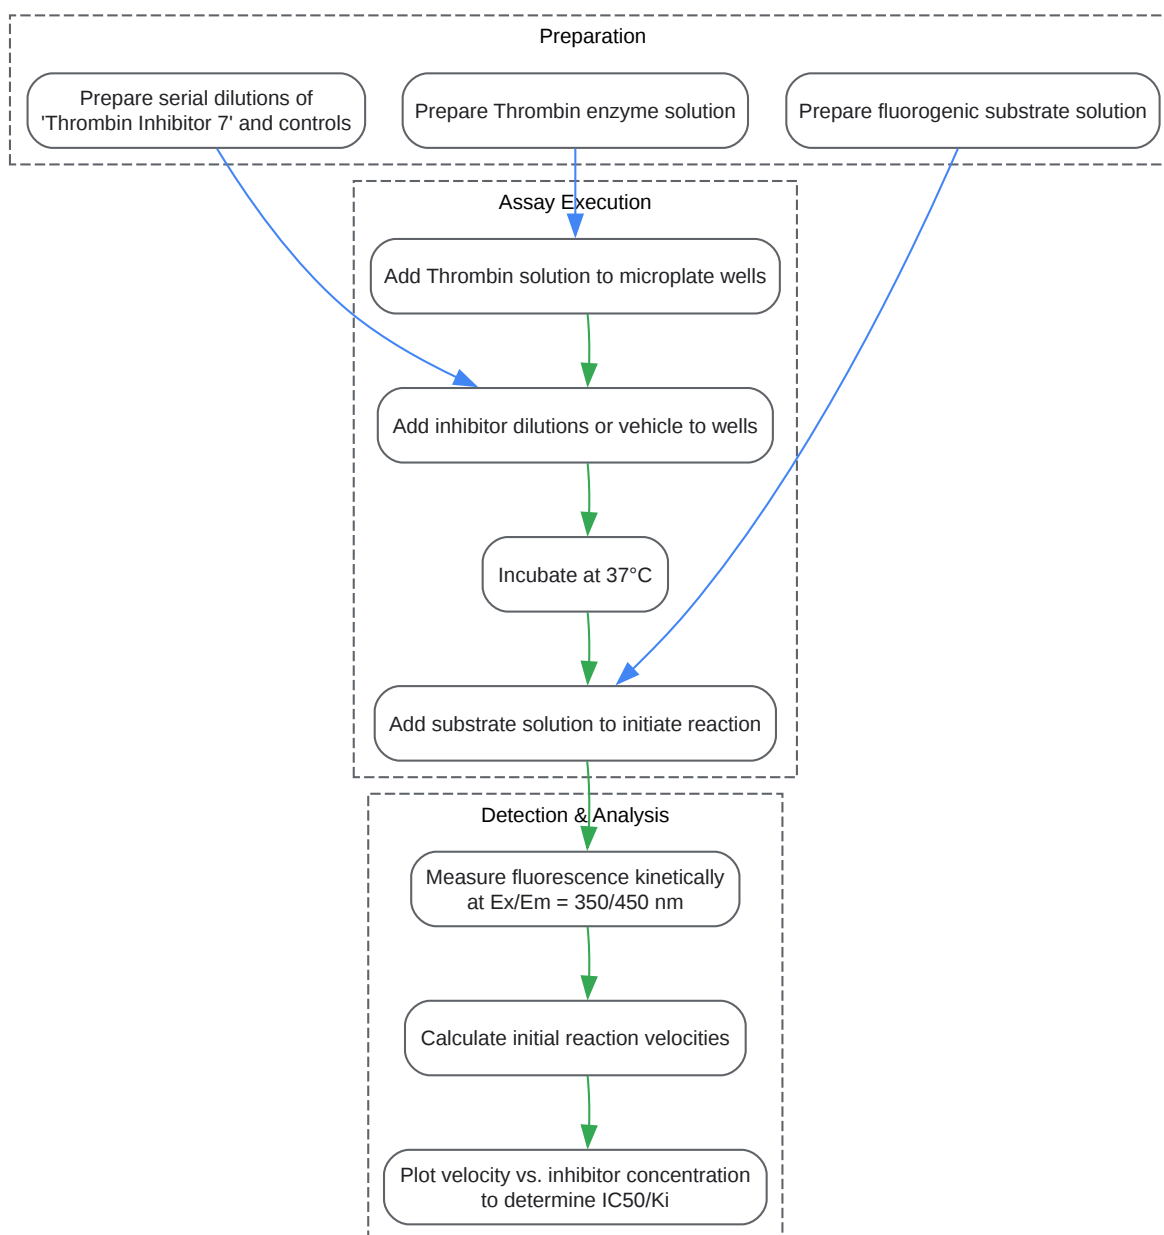 Preparation
Prepare serial dilutions of
'Thrombin Inhibitor 7' and controls
Prepare Thrombin enzyme solution
Prepare fluorogenic substrate solution
Assay Execution
Add Thrombin solution to microplate wells
Add inhibitor dilutions or vehicle to wells
Incubate at 37°C
Add substrate solution to initiate reaction
Detection & Analysis
Measure fluorescence kinetically
at Ex/Em = 350/450 nm
Calculate initial reaction velocities
Plot velocity vs. inhibitor concentration
to determine IC50/Ki